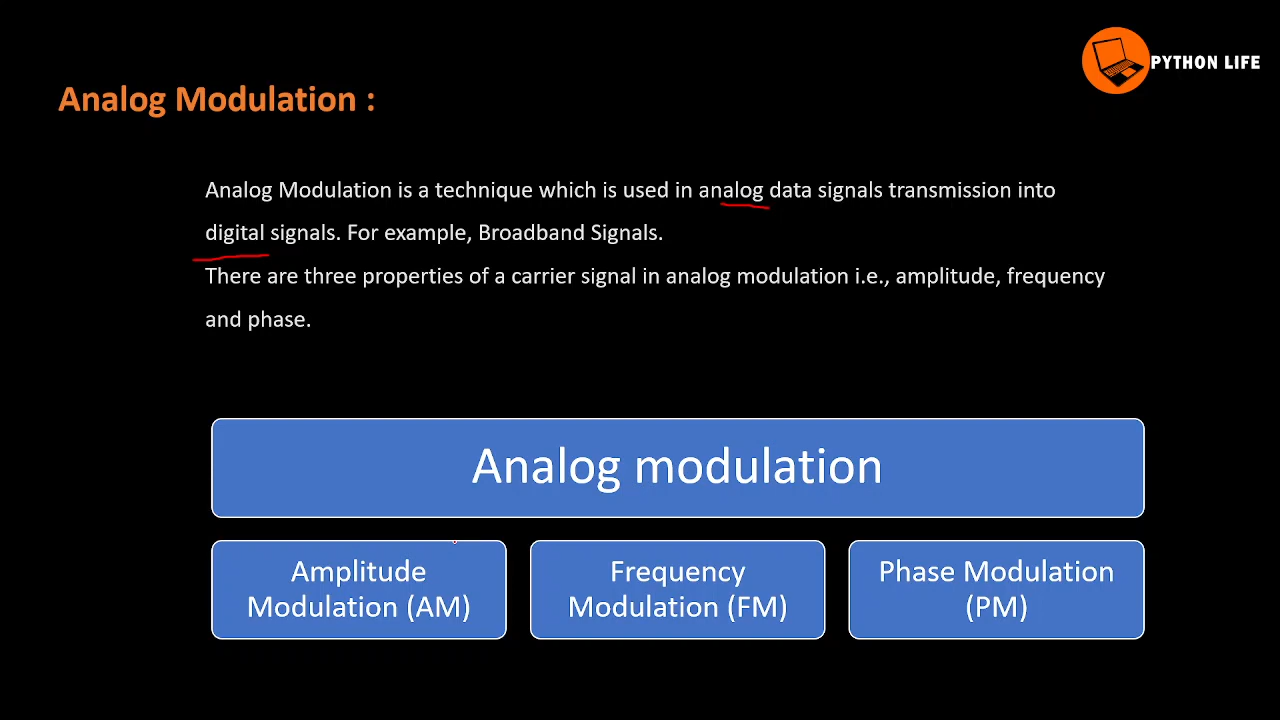 PYTHON LIFE
Analog Modulation :
Analog Modulation is a technique which is used in analog data signals transmission into
digital signals. For example, Broadband Signals.
There are three properties of a carrier signal in analog modulation i.e., amplitude, frequency
and phase.
Analog modulation
Amplitude
Modulation (AM)
Frequency
Modulation (FM)
Phase Modulation
(PM)